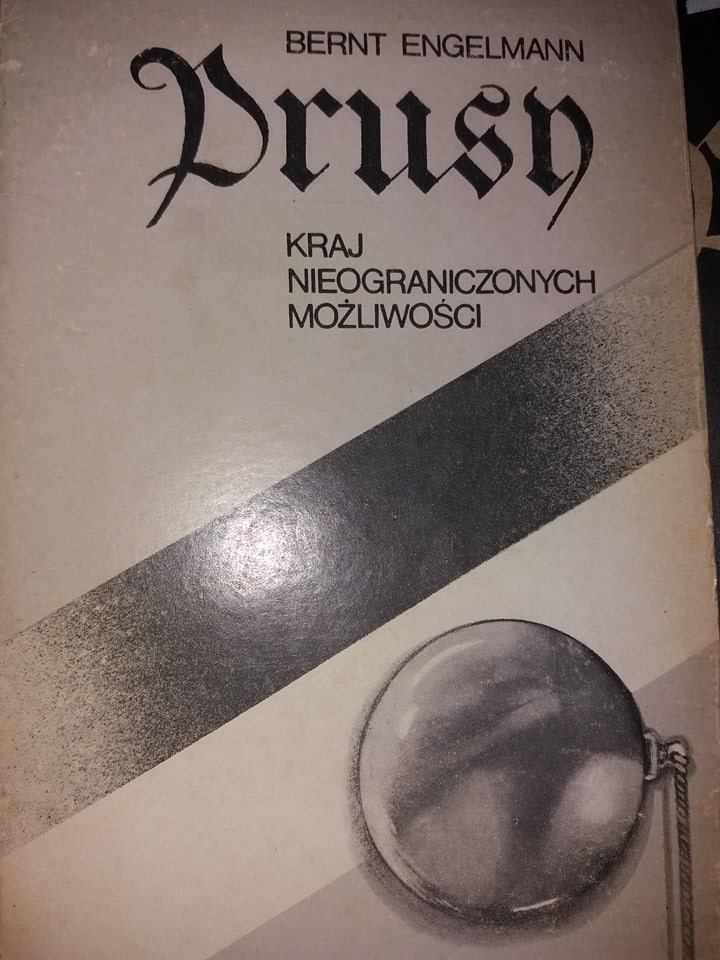 BERNT ENGELMANN
Prusy
KRAJ
NIEOGRANICZONYCH
MOŻLIWOŚCI